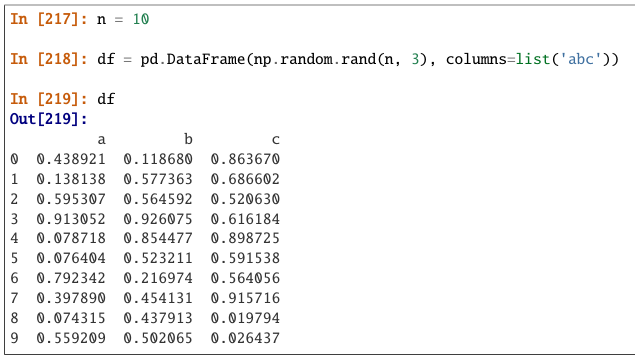 In [217]: n = 10
In [218]: df = pd.DataFrame(np.random.rand(n, 3), columns=list('abc'))
In [219]: df
Out[219]:
a b c
0 0.438921 0.118680 0.863670
1 0.138138 0.577363 0.686602
2 0.595307 0.564592 0.520630
3 0.913052 0.926075 0.616184
4 0.078718 0.854477 0.898725
5 0.076404 0.523211 0.591538
6 0.792342 0.216974 0.564056
7 0.397890 0.454131 0.915716
8 0.074315 0.437913 0.019794
9 0.559209 0.502065 0.026437